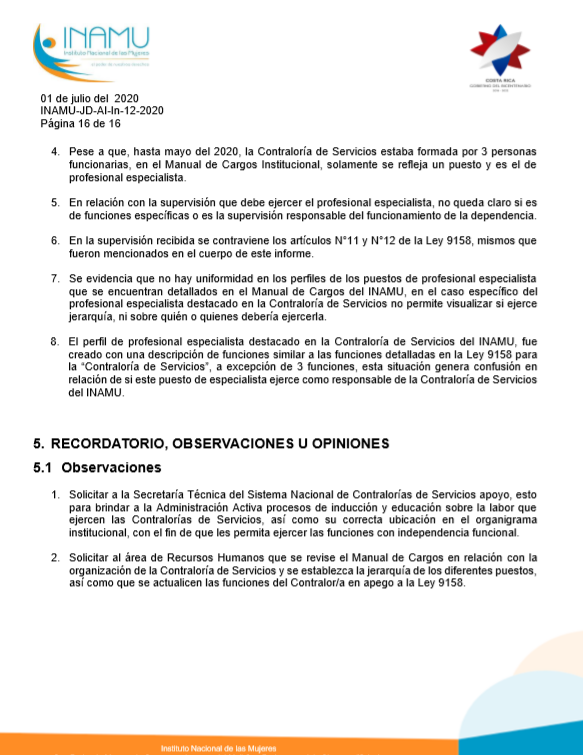 INAMU
Instituto Nacional de las Mujeres
COSTA RICA
GOBIERNO DEL BICENTENARIO
01 de julio del  2020
INAMU-JD-AI-In-12-2020
Página 16 de 16
4. Pese a que, hasta mayo del 2020, la Contraloría de Servicios estaba formada por 3 personas
funcionarias, en el Manual de Cargos Institucional, solamente se refleja un puesto y es el de
profesional especialista.
5. En relación con la supervisión que debe ejercer el profesional especialista, no queda claro si es
de funciones específicas o es la supervisión responsable del funcionamiento de la dependencia.
6. En la supervisión recibida se contraviene los artículos N°11 y N°12 de la Ley 9158, mismos que
fueron mencionados en el cuerpo de este informe.
7. Se evidencia que no hay uniformidad en los perfiles de los puestos de profesional especialista
que se encuentran detallados en el Manual de Cargos del INAMU, en el caso específico del
profesional especialista destacado en la Contraloría de Servicios no permite visualizar si ejerce
jerarquía, ni sobre quién o quienes debería ejercerla.
8. El perfil de profesional especialista destacado en la Contraloría de Servicios del INAMU, fue
creado con una descripción de funciones similar a las funciones detalladas en la Ley 9158 para
la “Contraloría de Servicios”, a excepción de 3 funciones, esta situación genera confusión en
relación de si este puesto de especialista ejerce como responsable de la Contraloría de Servicios
del INAMU.
5. RECORDATORIO, OBSERVACIONES U OPINIONES
5.1 Observaciones
1. Solicitar a la Secretaría Técnica del Sistema Nacional de Contralorías de Servicios apoyo, esto
para brindar a la Administración Activa procesos de inducción y educación sobre la labor que
ejercen las Contralorías de Servicios, así como su correcta ubicación en el organigrama
institucional, con el fin de que les permita ejercer las funciones con independencia funcional.
2. Solicitar al área de Recursos Humanos que se revise el Manual de Cargos en relación con la
organización de la Contraloría de Servicios y se establezca la jerarquía de los diferentes puestos,
así como que se actualicen las funciones del Contralor/a en apego a la Ley 9158.
Instituto Nacional de las Mujeres